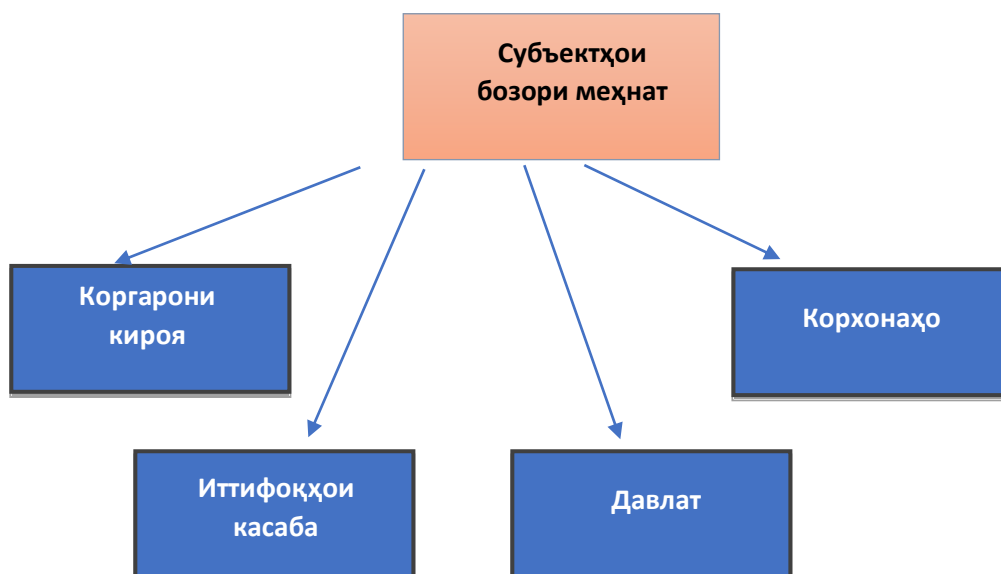 Субъектҳои
бозори меҳнат
Коргарони
кироя
Корхонаҳо
Иттифоқҳои
касаба
Давлат